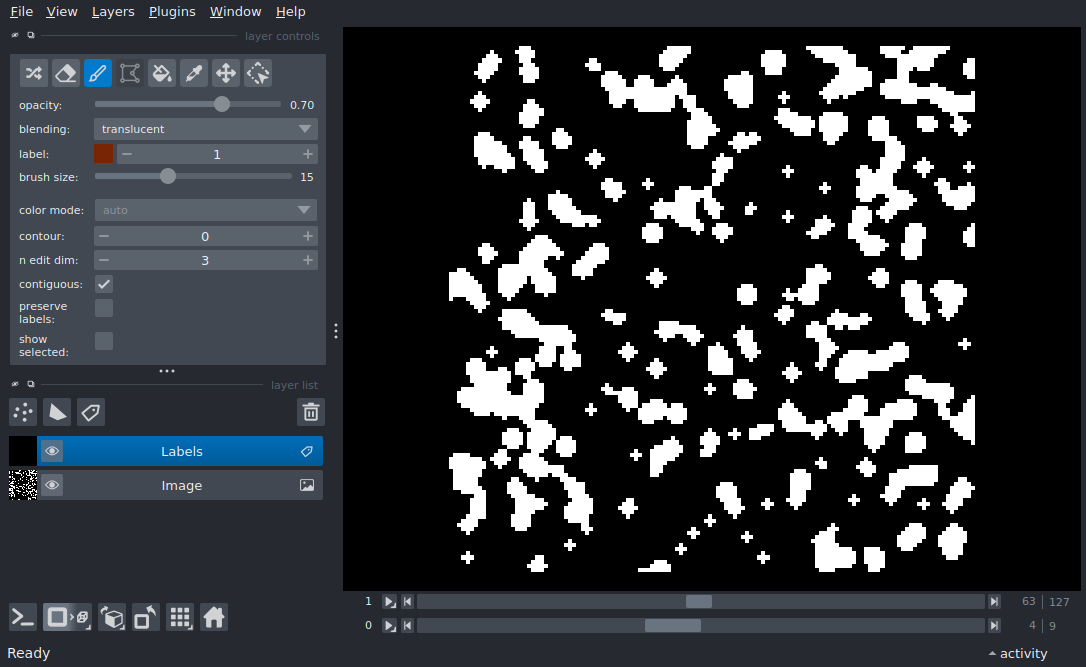 File View Layers Plugins Window Help
layer controls
opacity: 0.70
blending: translucent
label: 1
brush size: 15
color mode: auto
contour: 0
n edit dim: 3
contiguous:
preserve
labels:
show
selected:
layer list
Labels
Image
1 63 127
0 4 9
Ready activity